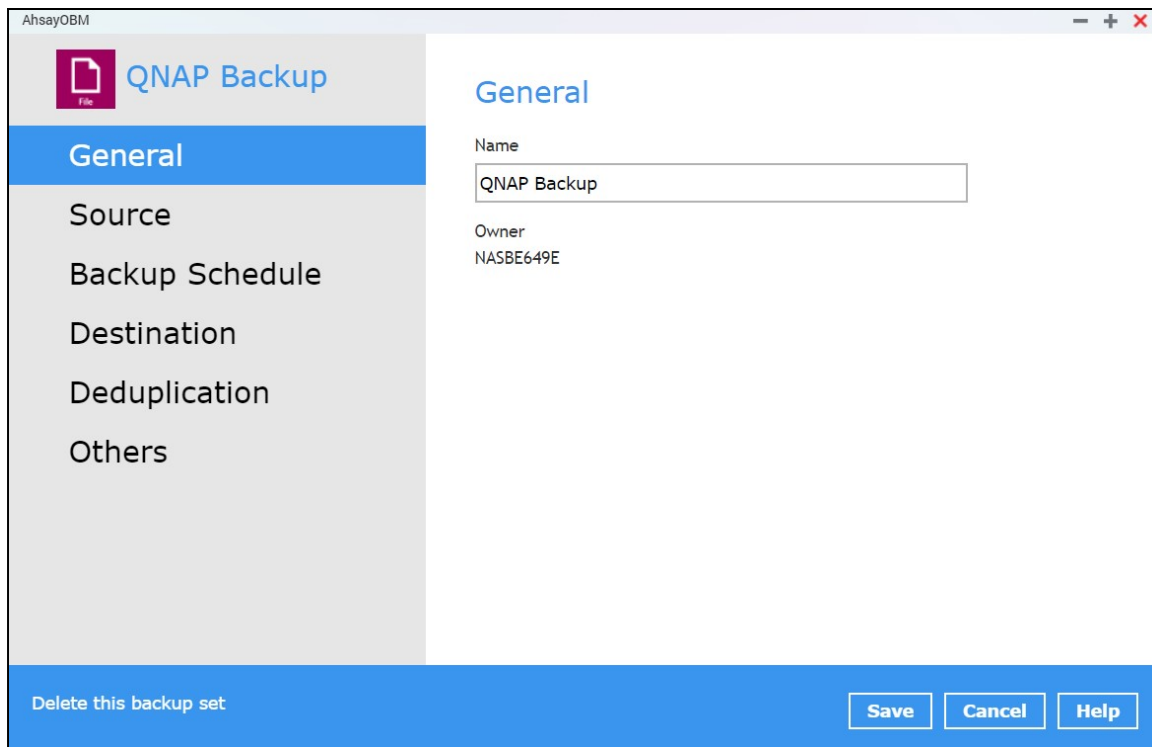 AhsayOBM
File
QNAP Backup
General
Source
Backup Schedule
Destination
Deduplication
Others
General
Name
QNAP Backup
Owner
NASBE649E
Delete this backup set
Save Cancel Help